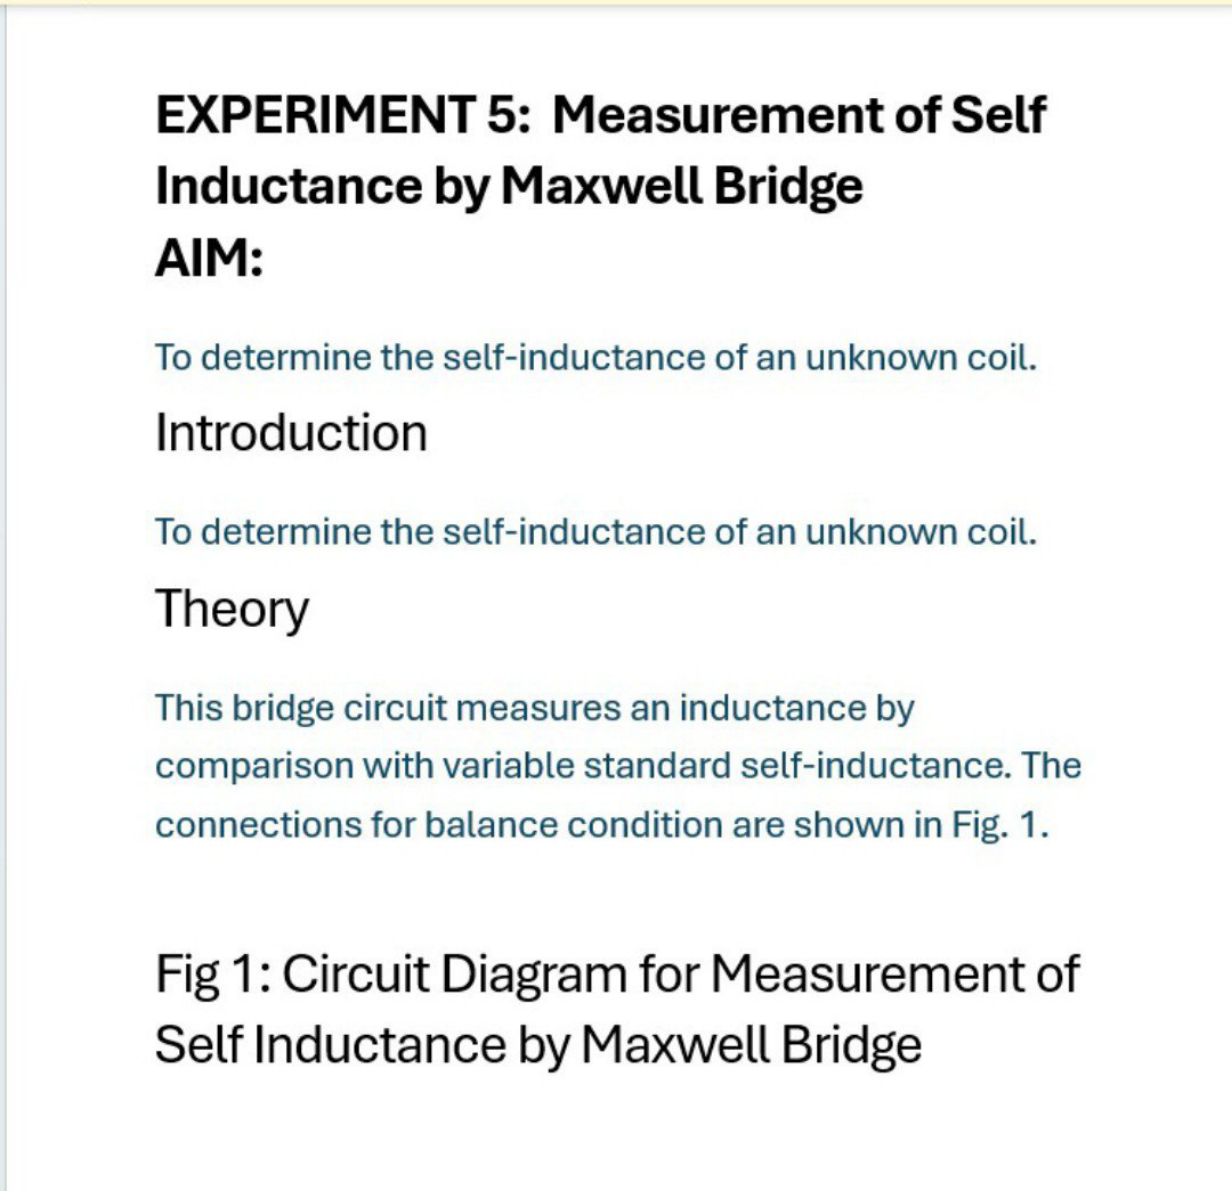 EXPERIMENT 5:  Measurement of Self
Inductance by Maxwell Bridge
AIM:
To determine the self-inductance of an unknown coil.
Introduction
To determine the self-inductance of an unknown coil.
Theory
This bridge circuit measures an inductance by
comparison with variable standard self-inductance. The
connections for balance condition are shown in Fig. 1.
Fig 1: Circuit Diagram for Measurement of
Self Inductance by Maxwell Bridge